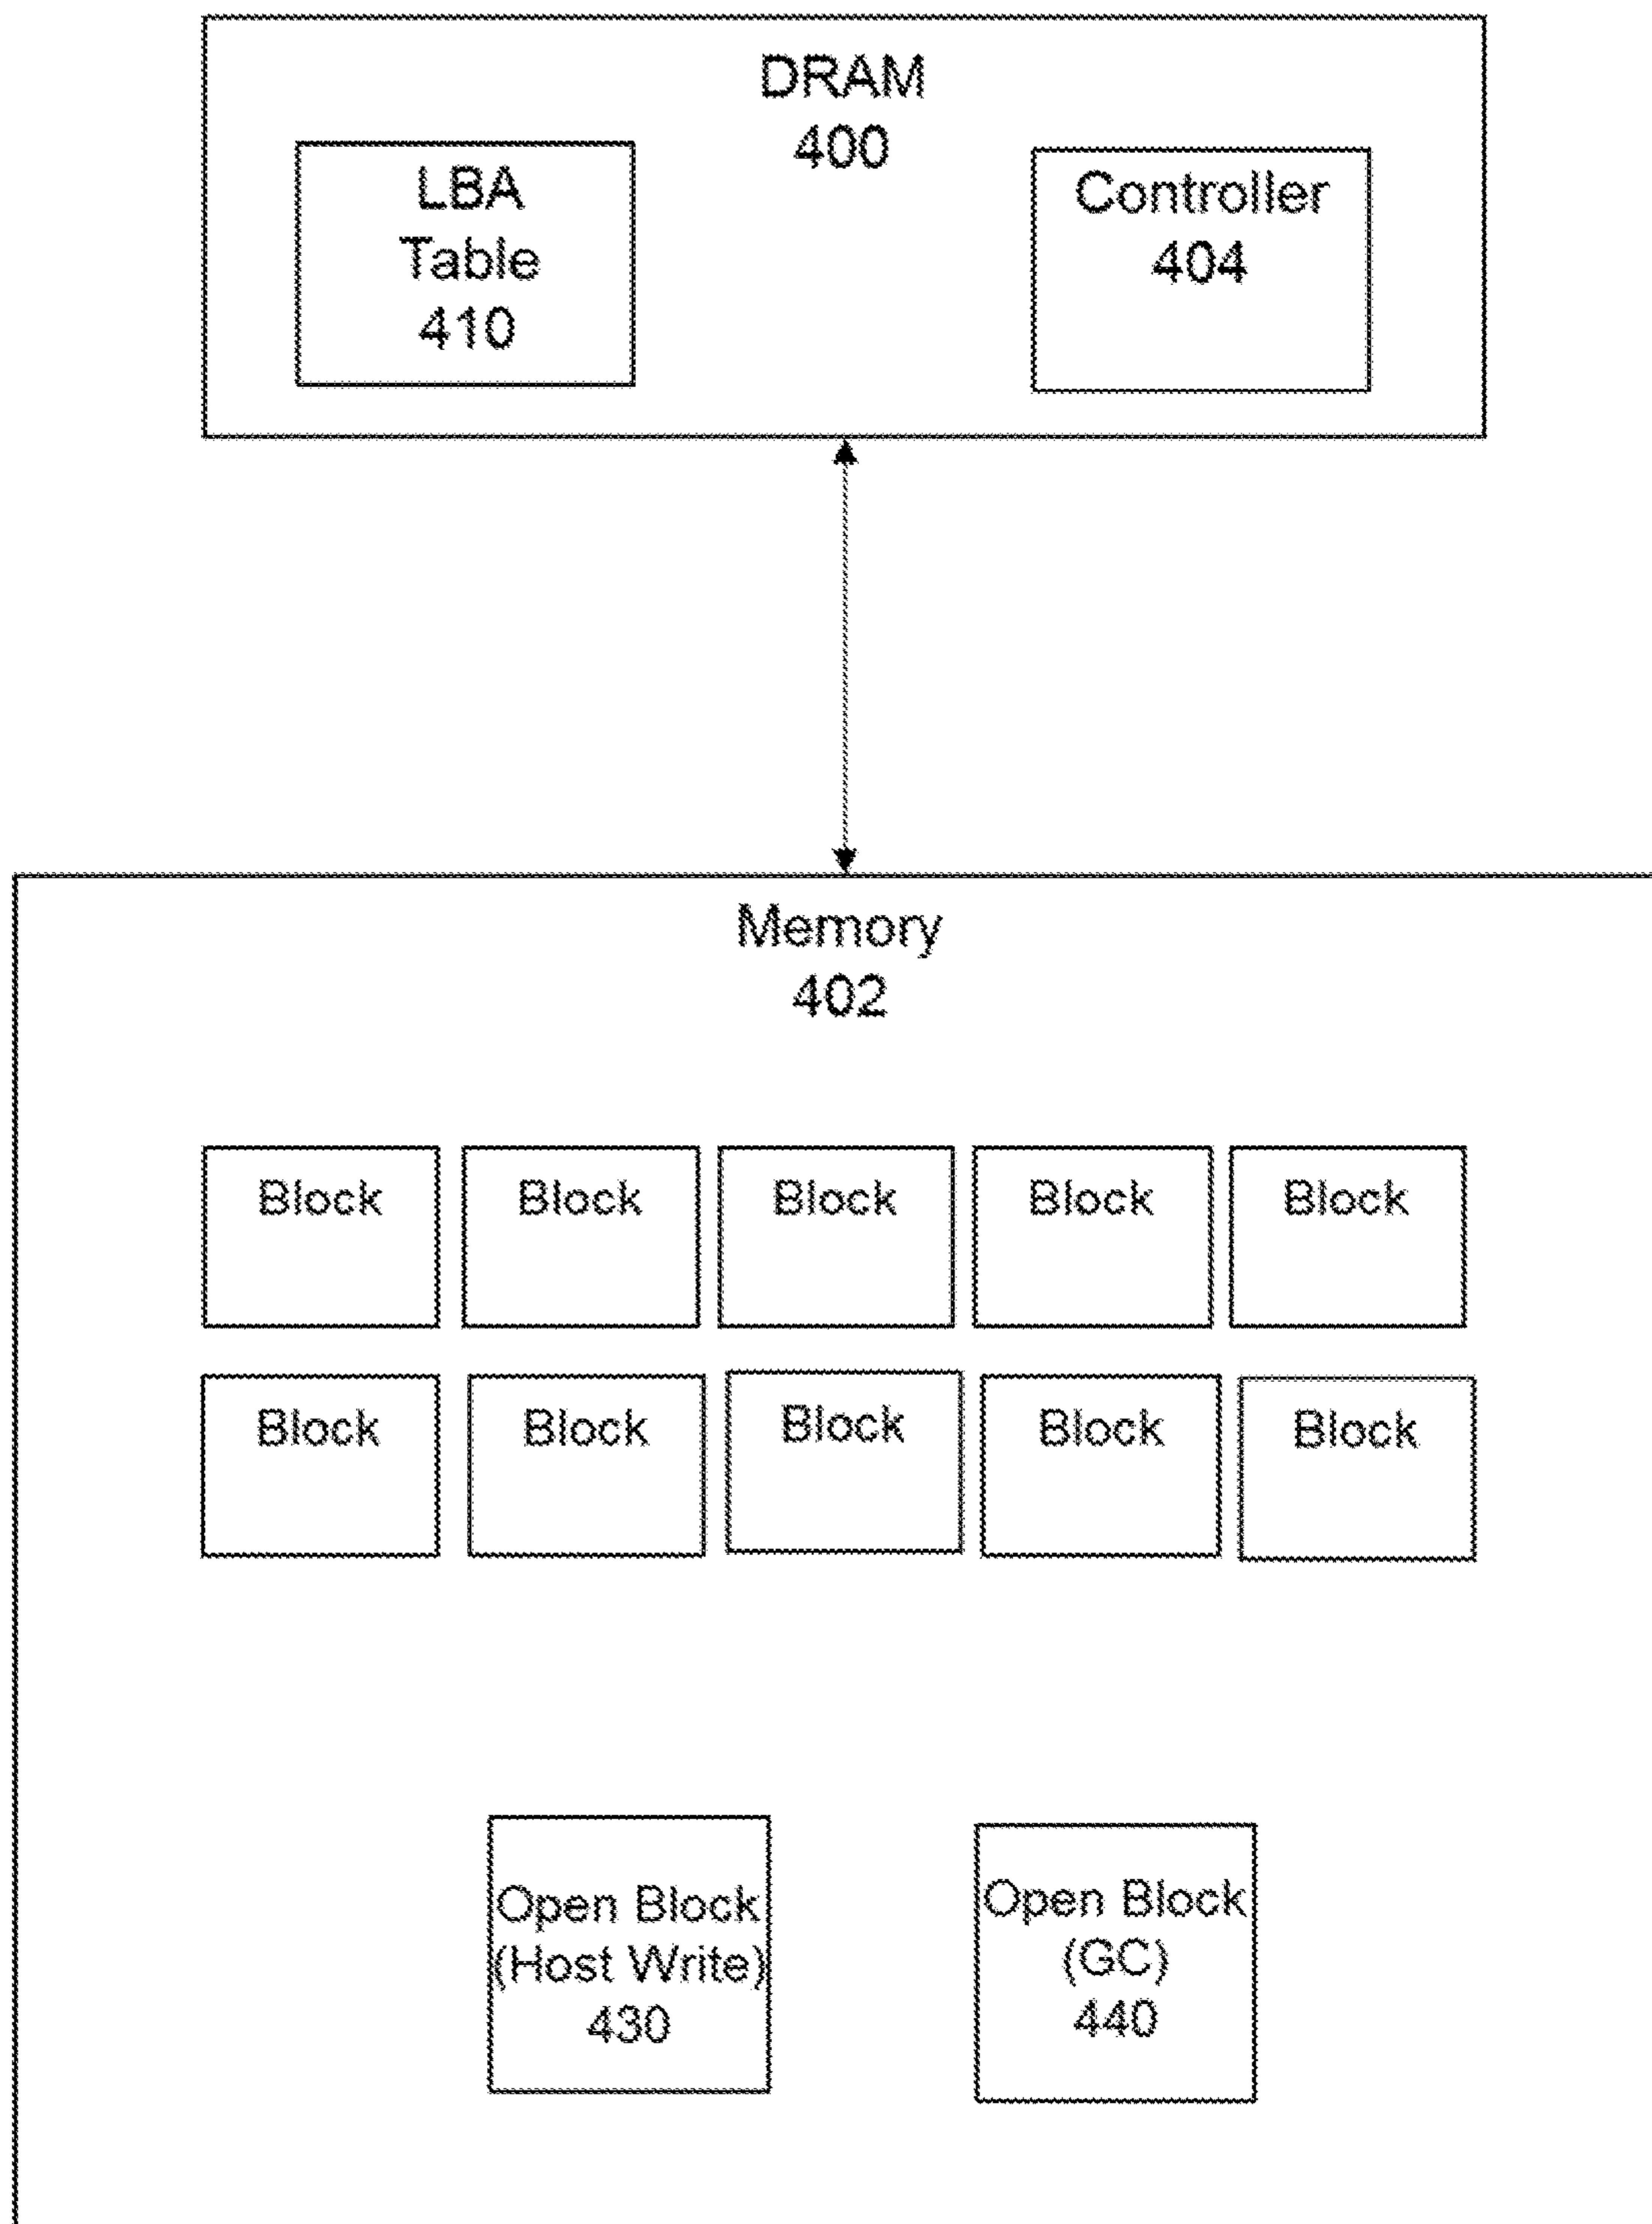 DRAM
400
LBA
Table
410
Controller
404
Memory
402
Block Block Block Block Block
Block Block Block Block Block
Open Block
(Host Write)
430
Open Block
(GC)
440